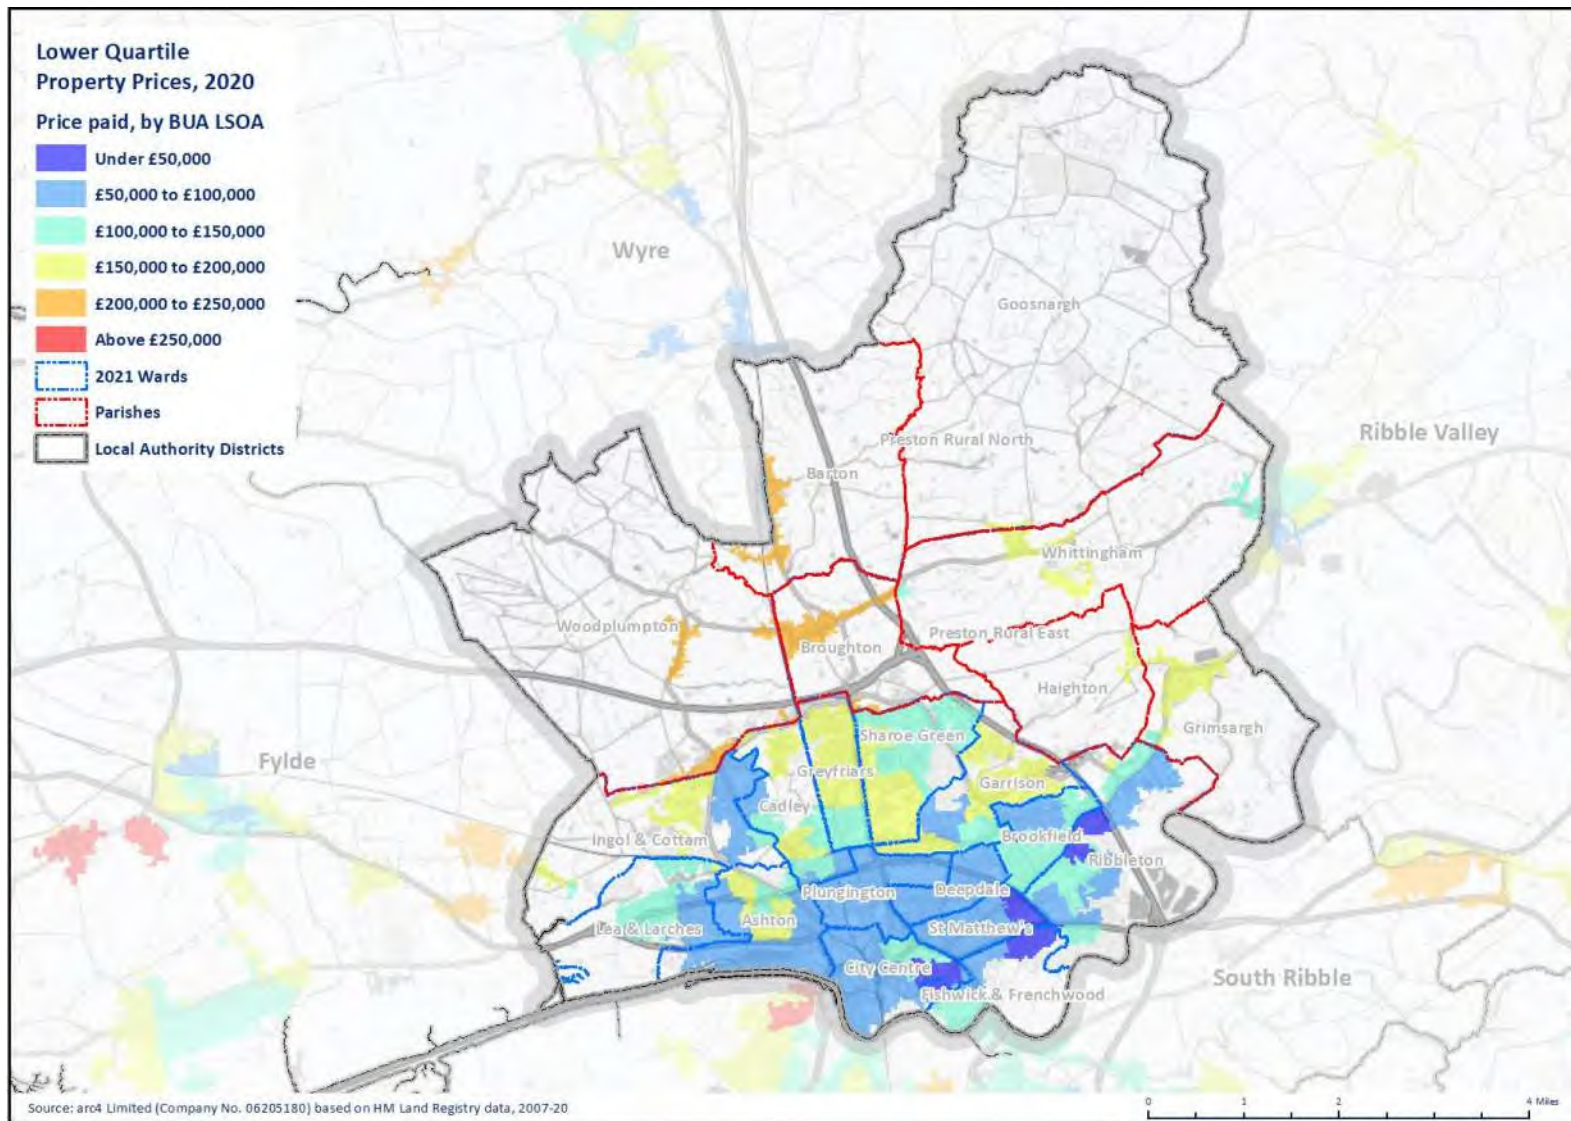 Lower Quartile
Property Prices, 2020
Price paid, by BUA LSOA
Under £50,000
£50,000 to £100,000
£100,000 to £150,000
£150,000 to £200,000
£200,000 to £250,000
Above £250,000
2021 Wards
Parishes
Local Authority Districts
Wyre
Goosnargh
Ribble Valley
Preston Rural North
Barton
Whittingham
Woodplumpton
Preston Rural East
Broughton
Haighton
Grimsargh
Sharoe Green
Fylde
Greyfriars
Garrison
Cadley
Ingol & Cottam
Brookfield
Ribbleton
Plungington
Deepdale
Ashton
Lea & Larches
St Matthew's
City Centre
South Ribble
Fishwick & Frenchwood
Source: arc4 Limited (Company No. 06205180) based on HM Land Registry data, 2007-20
0 1 2 4 Miles